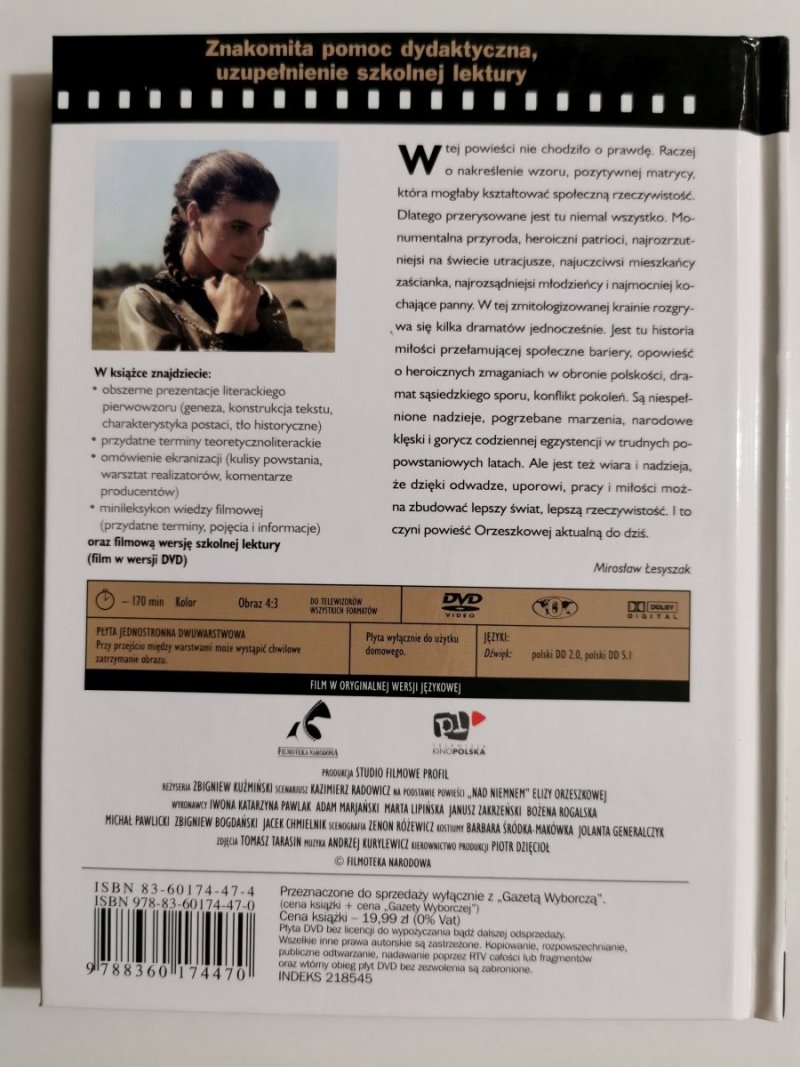 Znakomita pomoc dydaktyczna,
uzupełnienie szkolnej lektury
W tej powieści nie chodziło o prawdę. Raczej
o nakreślenie wzoru, pozytywnej matrycy,
która mogłaby kształtować społeczną rzeczywistość.
Dlatego przerysowane jest tu niemal wszystko. Mo-
numentalna przyroda, heroiczni patrioci, najrozrzut-
niejsi na świecie utracjusze, najuczciwsi mieszkańcy
zaścianka, najrozsądniejsi młodzieńcy i najmocniej ko-
chające panny. W tej zmitologizowanej krainie rozgry-
wa się kilka dramatów jednocześnie. Jest tu historia
miłości przełamującej społeczne bariery, opowieść
o heroicznych zmaganiach w obronie polskości, dra-
mat sąsiedzkiego sporu, konflikt pokoleń. Są niespeł-
nione nadzieje, pogrzebane marzenia, narodowe
klęski i gorycz codziennej egzystencji w trudnych po-
powstaniowych latach. Ale jest też wiara i nadzieja,
że dzięki odwadze, uporowi, pracy i miłości moż-
na zbudować lepszy świat, lepszą rzeczywistość. I to
czyni powieść Orzeszkowej aktualną do dziś.
Mirosław Łesyszak
W książce znajdziecie:
• obszerne prezentacje literackiego
pierwowzoru (geneza, konstrukcja tekstu,
charakterystyka postaci, tło historyczne)
• przydatne terminy teoretycznoliterackie
• omówienie ekranizacji (kulisy powstania,
warsztat realizatorów, komentarze
producentów)
• minileksykon wiedzy filmowej
(przydatne terminy, pojęcia i informacje)
oraz filmową wersję szkolnej lektury
(film w wersji DVD)
~ 170 min Kolor Obraz 4:3 DO TELEWIZORÓW
WSZYSTKICH FORMATÓW
DVD
VIDEO
DOLBY
DIGITAL
PŁYTA JEDNOSTRONNA DWUWARSTWOWA
Przy przejściu między warstwami może wystąpić chwilowe
zatrzymanie obrazu.
Płyta wyłącznie do użytku
domowego.
JĘZYKI:
Dźwięk: polski DD 2.0, polski DD 5.1
FILM W ORYGINALNEJ WERSJI JĘZYKOWEJ
FILMOTEKA NARODOWA
TELEWIZJA
KINOPOLSKA
PRODUKCJA STUDIO FILMOWE PROFIL
REŻYSERIA ZBIGNIEW KUŹMIŃSKI SCENARIUSZ KAZIMIERZ RADOWICZ NA PODSTAWIE POWIEŚCI „NAD NIEMNEM" ELIZY ORZESZKOWEJ
WYKONAWCY IWONA KATARZYNA PAWLAK ADAM MARJAŃSKI MARTA LIPIŃSKA JANUSZ ZAKRZEŃSKI BOŻENA ROGALSKA
MICHAŁ PAWLICKI ZBIGNIEW BOGDAŃSKI JACEK CHMIELNIK SCENOGRAFIA ZENON RÓŻEWICZ KOSTIUMY BARBARA ŚRÓDKA-MAKÓWKA JOLANTA GENERALCZYK
ZDJĘCIA TOMASZ TARASIN MUZYKA ANDRZEJ KURYLEWICZ KIEROWNICTWO PRODUKCJI PIOTR DZIĘCIOŁ
© FILMOTEKA NARODOWA
ISBN 83-60174-47-4
ISBN 978-83-60174-47-0
9 788360 174470
Przeznaczone do sprzedaży wyłącznie z „Gazetą Wyborczą".
(cena książki + cena „Gazety Wyborczej")
Cena książki – 19,99 zł (0% Vat)
Płyta DVD bez licencji do wypożyczania bądź dalszej odsprzedaży.
Wszelkie inne prawa autorskie są zastrzeżone. Kopiowanie, rozpowszechnianie,
publiczne odtwarzanie, nadawanie poprzez RTV całości lub fragmentów
oraz wtórny obieg płyt DVD bez zezwolenia są zabronione.
INDEKS 218545